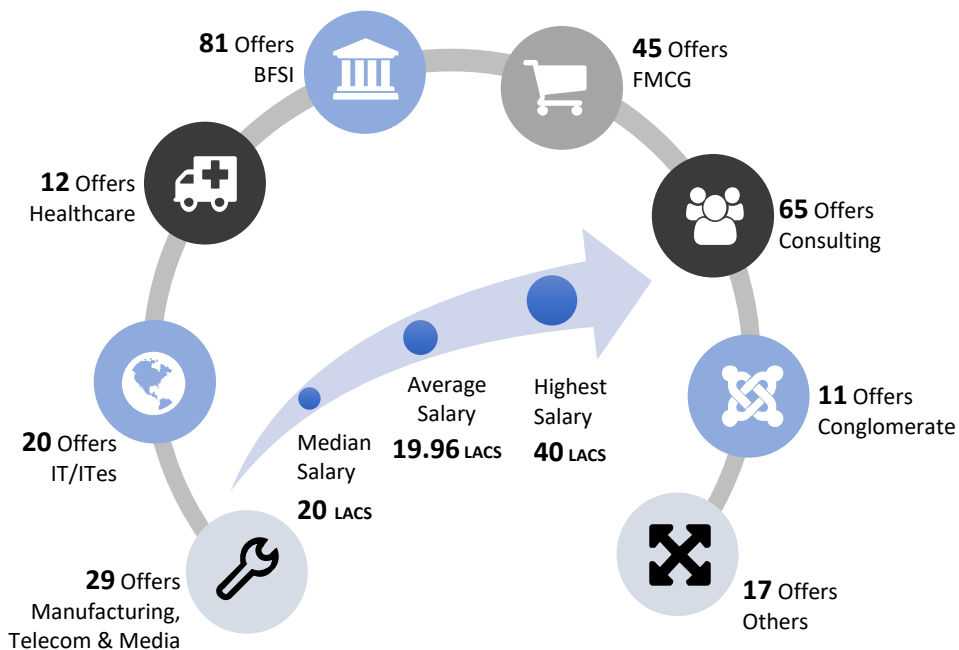 81 Offers
BFSI
45 Offers
FMCG
12 Offers
Healthcare
65 Offers
Consulting
20 Offers
IT/ITes
Median
Salary
20 LACS
Average
Salary
19.96 LACS
Highest
Salary
40 LACS
11 Offers
Conglomerate
29 Offers
Manufacturing,
Telecom & Media
17 Offers
Others